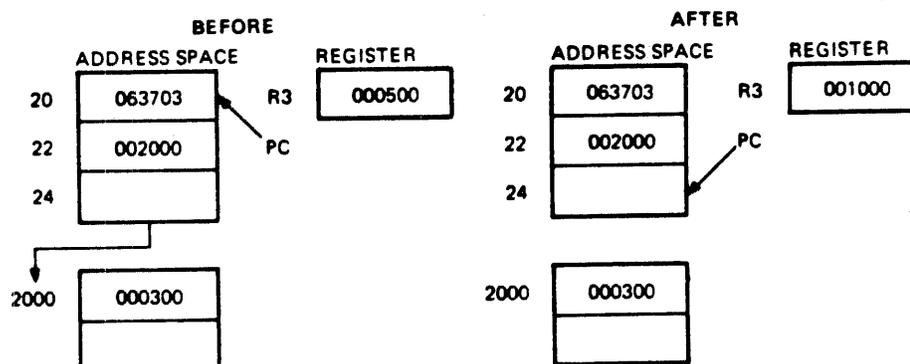 BEFORE
ADDRESS SPACE REGISTER
20 063703 R3 000500
22 002000 PC
24
2000 000300
AFTER
ADDRESS SPACE REGISTER
20 063703 R3 001000
22 002000 PC
24
2000 000300